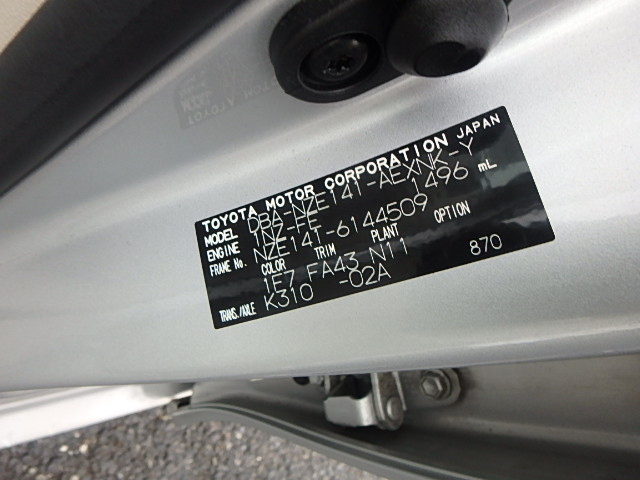 TOYOTA MOTOR CORPORATION JAPAN
MODEL DBA-NZE141-AEXNK-Y
ENGINE 1NZ-FE 1496 mL
FRAME No. NZE141-6144509
COLOR TRIM PLANT OPTION
1E7 FA43 N11 870
TRANS./AXLE K310 -02A